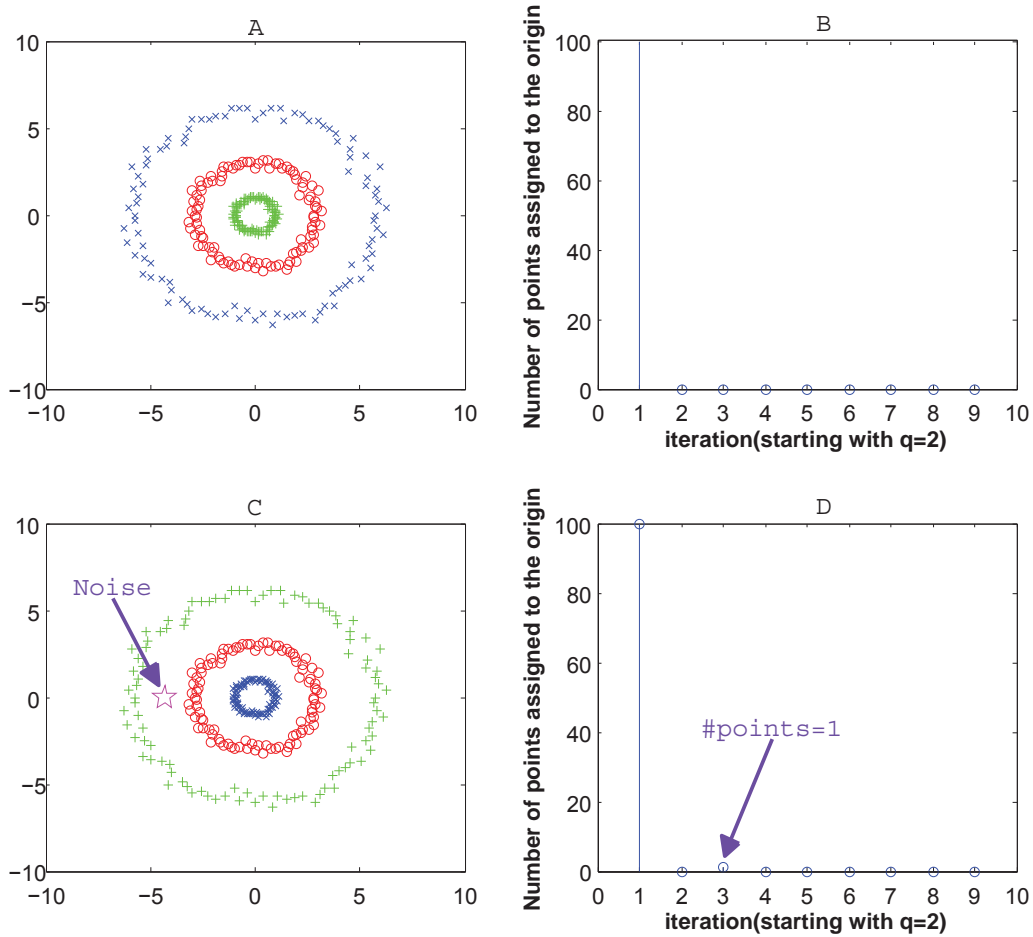 A
10
5
0
−5
−10
−10 −5 0 5 10
B
Number of points assigned to the origin
100
80
60
40
20
0
0 1 2 3 4 5 6 7 8 9 10
iteration(starting with q=2)
C
Noise
10
5
0
−5
−10
−10 −5 0 5 10
D
Number of points assigned to the origin
100
80
60
40
20
0
#points=1
0 1 2 3 4 5 6 7 8 9 10
iteration(starting with q=2)